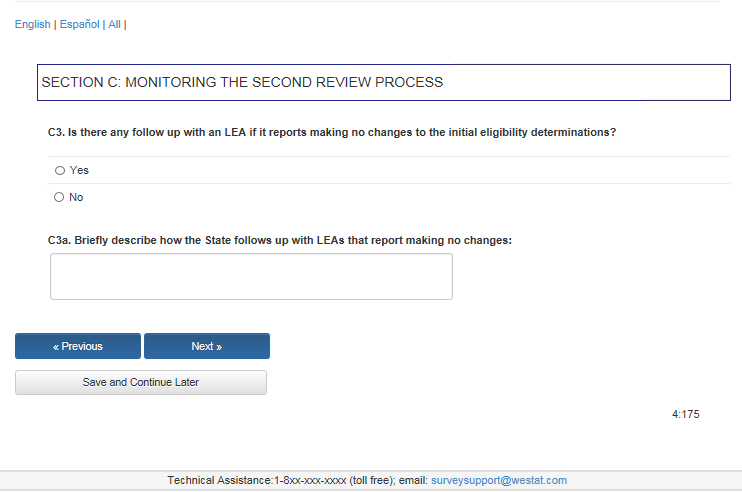 English | Español | All |
SECTION C: MONITORING THE SECOND REVIEW PROCESS
C3. Is there any follow up with an LEA if it reports making no changes to the initial eligibility determinations?
Yes
No
C3a. Briefly describe how the State follows up with LEAs that report making no changes:
« Previous
Next »
Save and Continue Later
4:175
Technical Assistance:1-8xx-xxx-xxxx (toll free); email: surveysupport@westat.com